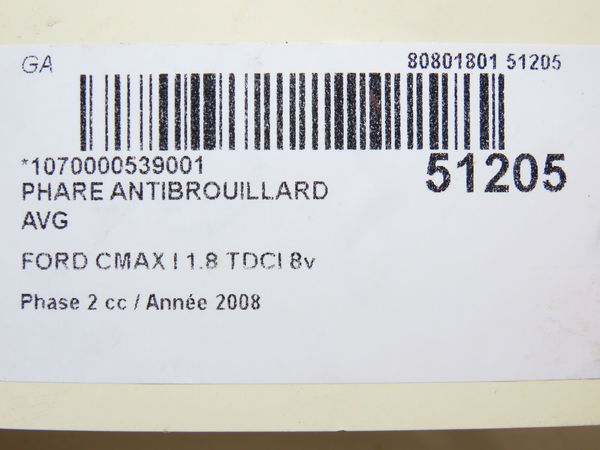 GA
80801801 51205
*1070000539001
51205
PHARE ANTIBROUILLARD
AVG
FORD CMAX I 1.8 TDCI 8v
Phase 2 cc / Année 2008